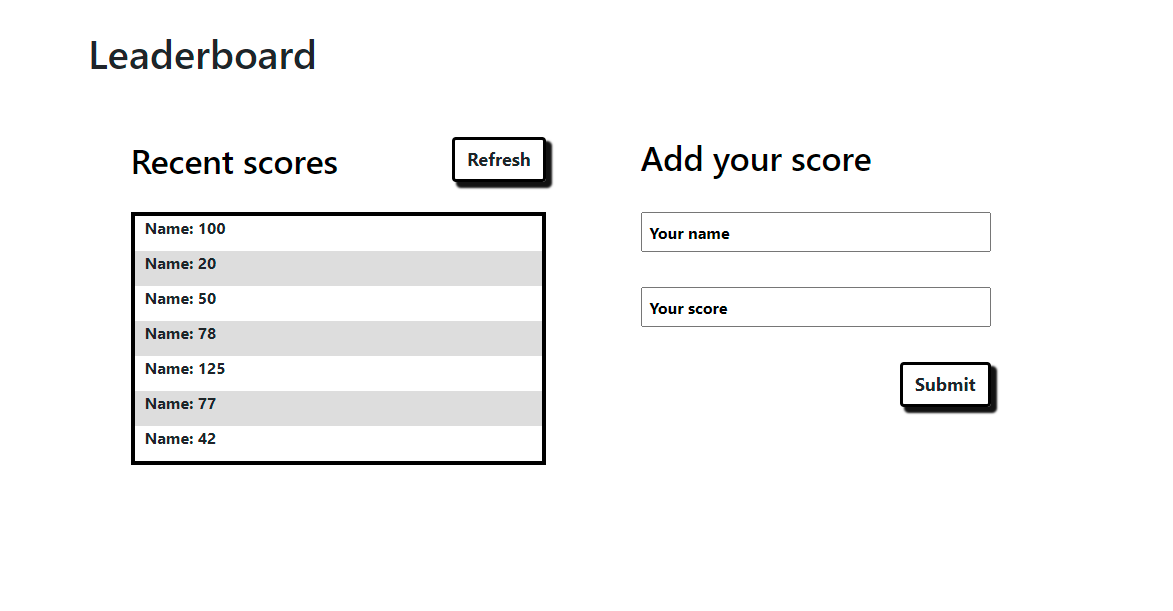 Leaderboard
Recent scores
Refresh
Name: 100
Name: 20
Name: 50
Name: 78
Name: 125
Name: 77
Name: 42
Add your score
Your name
Your score
Submit